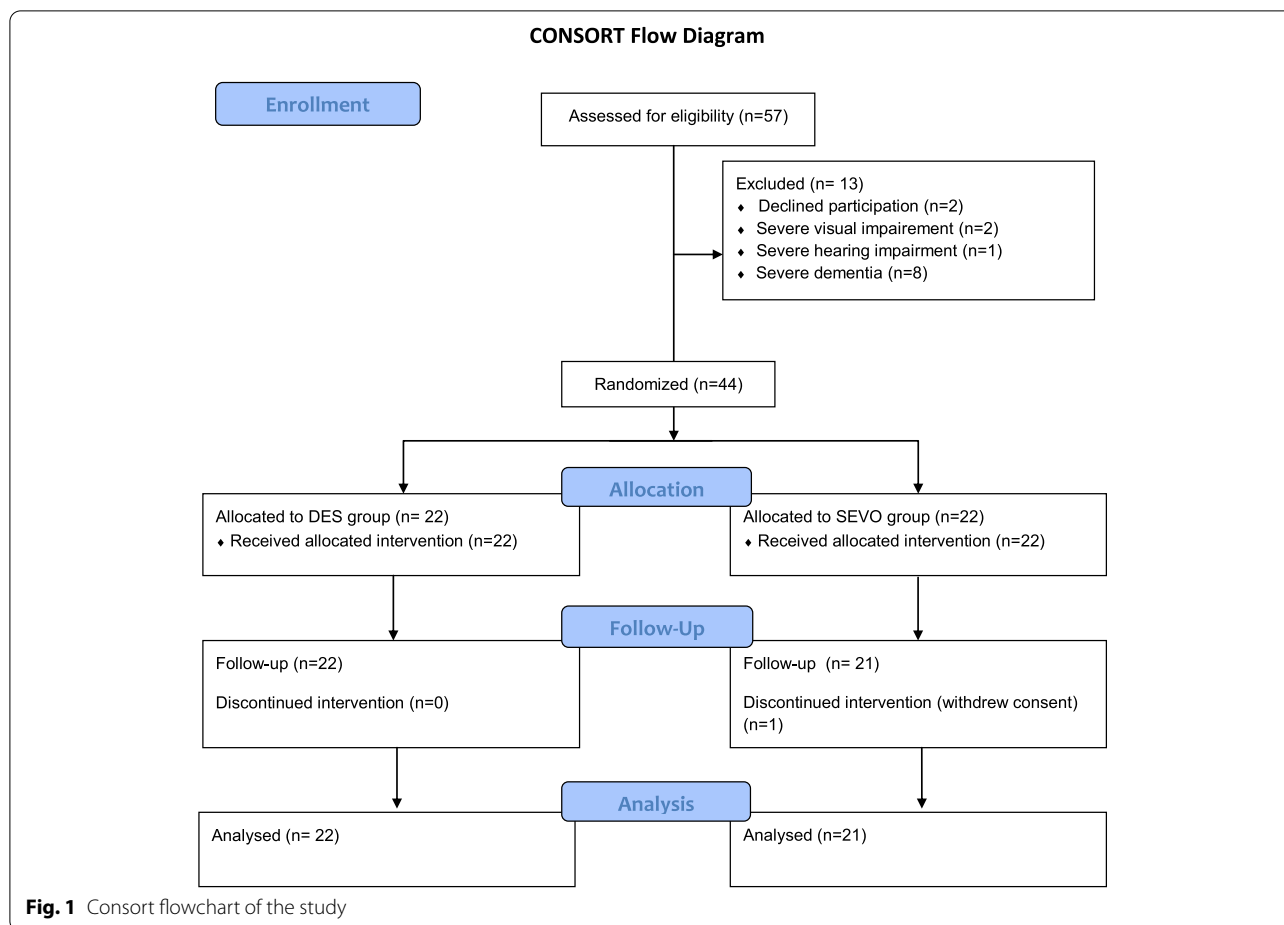 CONSORT Flow Diagram
Enrollment
Assessed for eligibility (n=57)
Excluded (n= 13)
♦ Declined participation (n=2)
♦ Severe visual impairement (n=2)
♦ Severe hearing impairment (n=1)
♦ Severe dementia (n=8)
Randomized (n=44)
Allocation
Allocated to DES group (n= 22)
♦ Received allocated intervention (n=22)
Allocated to SEVO group (n=22)
♦ Received allocated intervention (n=22)
Follow-Up
Follow-up (n=22)
Discontinued intervention (n=0)
Follow-up (n= 21)
Discontinued intervention (withdrew consent)
(n=1)
Analysis
Analysed (n= 22)
Analysed (n=21)
Fig. 1 Consort flowchart of the study